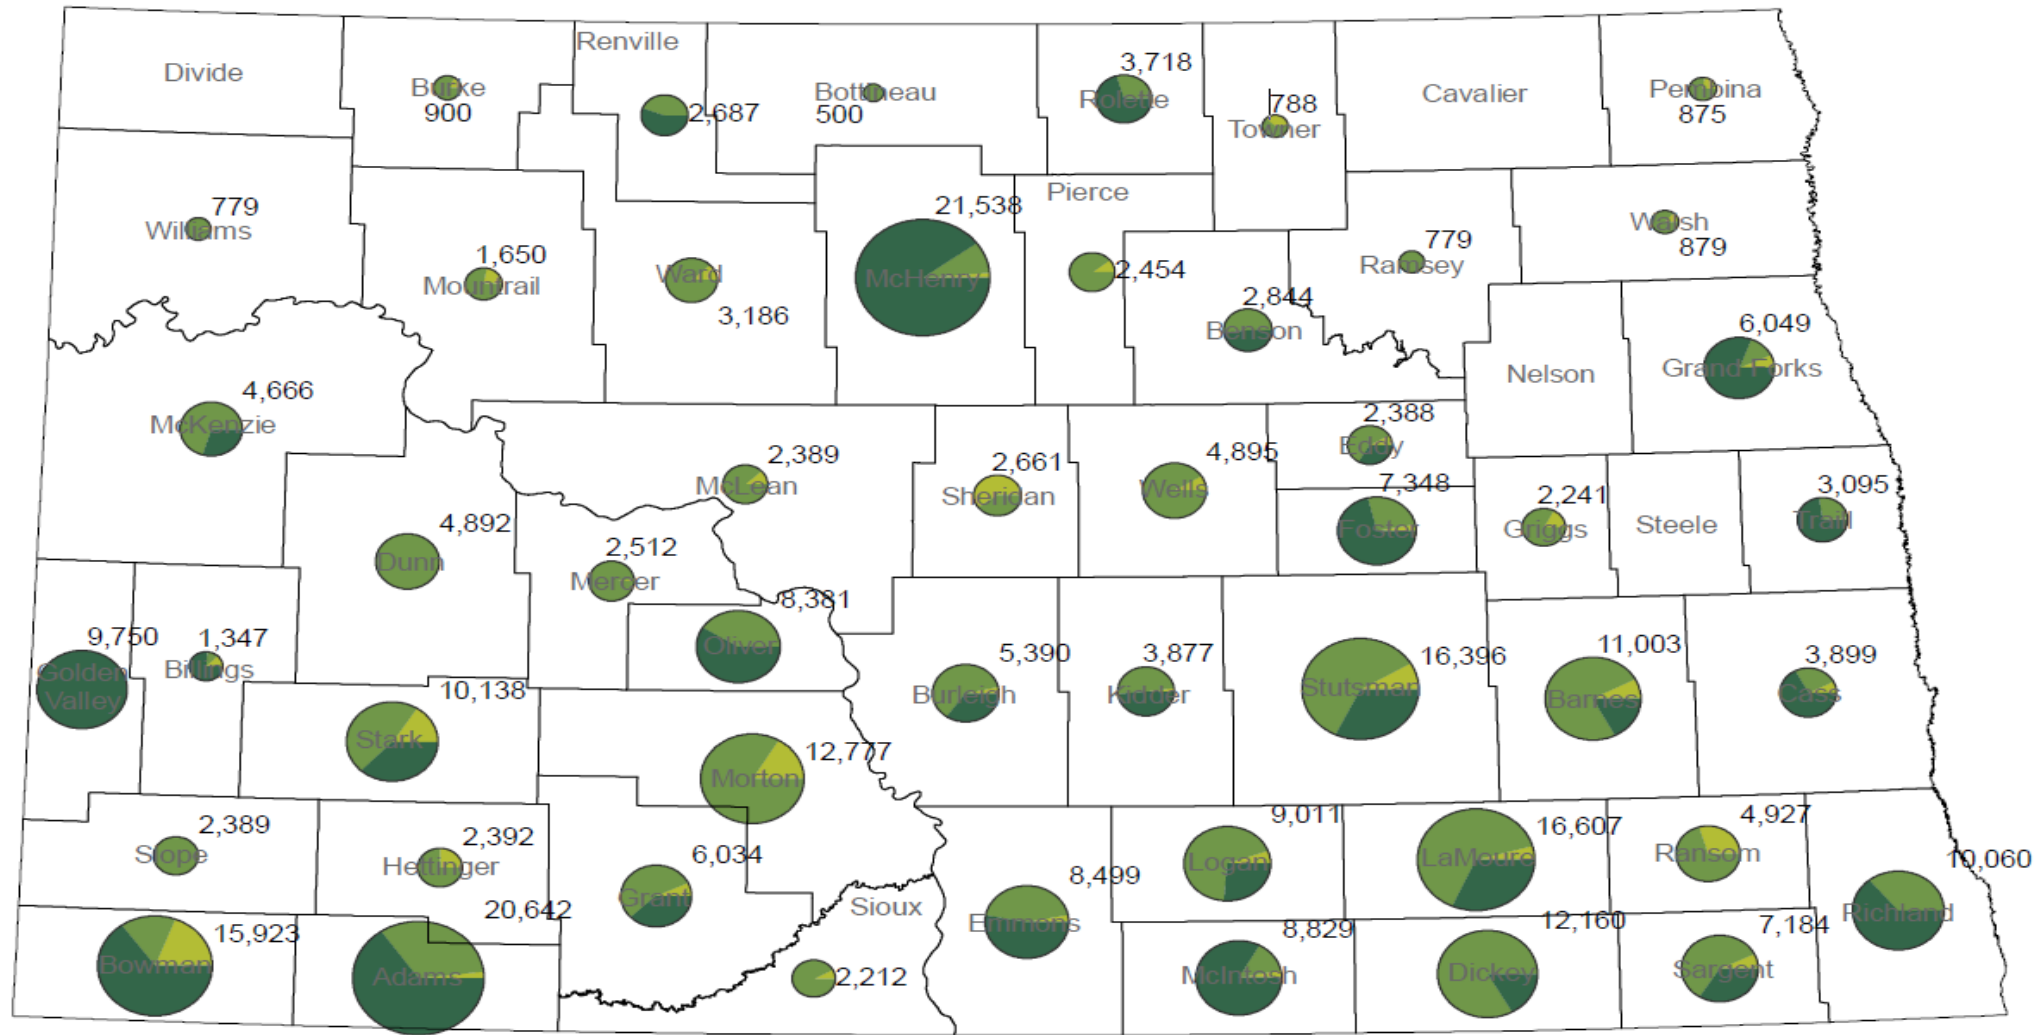 Renville
Divide
Burke
900
2,687
Bottineau
500
3,718
Rolette
788
Towner
Cavalier
Pembina
875
Williams
779
1,650
Mountrail
Ward
3,186
21,538
McHenry
Pierce
2,454
2,844
Benson
779
Ramsey
Walsh
879
4,666
McKenzie
6,049
Grand Forks
Nelson
2,389
McLean
2,661
Sheridan
4,895
Wells
2,388
Eddy
7,348
Foster
2,241
Griggs
Steele
3,095
Traill
4,892
Dunn
2,512
Mercer
8,381
Oliver
9,750
Golden
Valley
1,347
Billings
10,138
Stark
5,390
Burleigh
3,877
Kidder
16,396
Stutsman
11,003
Barnes
3,899
Cass
12,777
Morton
2,389
Slope
2,392
Hettinger
6,034
Grant
Sioux
2,212
8,499
Emmons
9,011
Logan
16,607
LaMoure
4,927
Ransom
10,060
Richland
15,923
Bowman
20,642
Adams
8,829
McIntosh
12,160
Dickey
7,184
Sargent